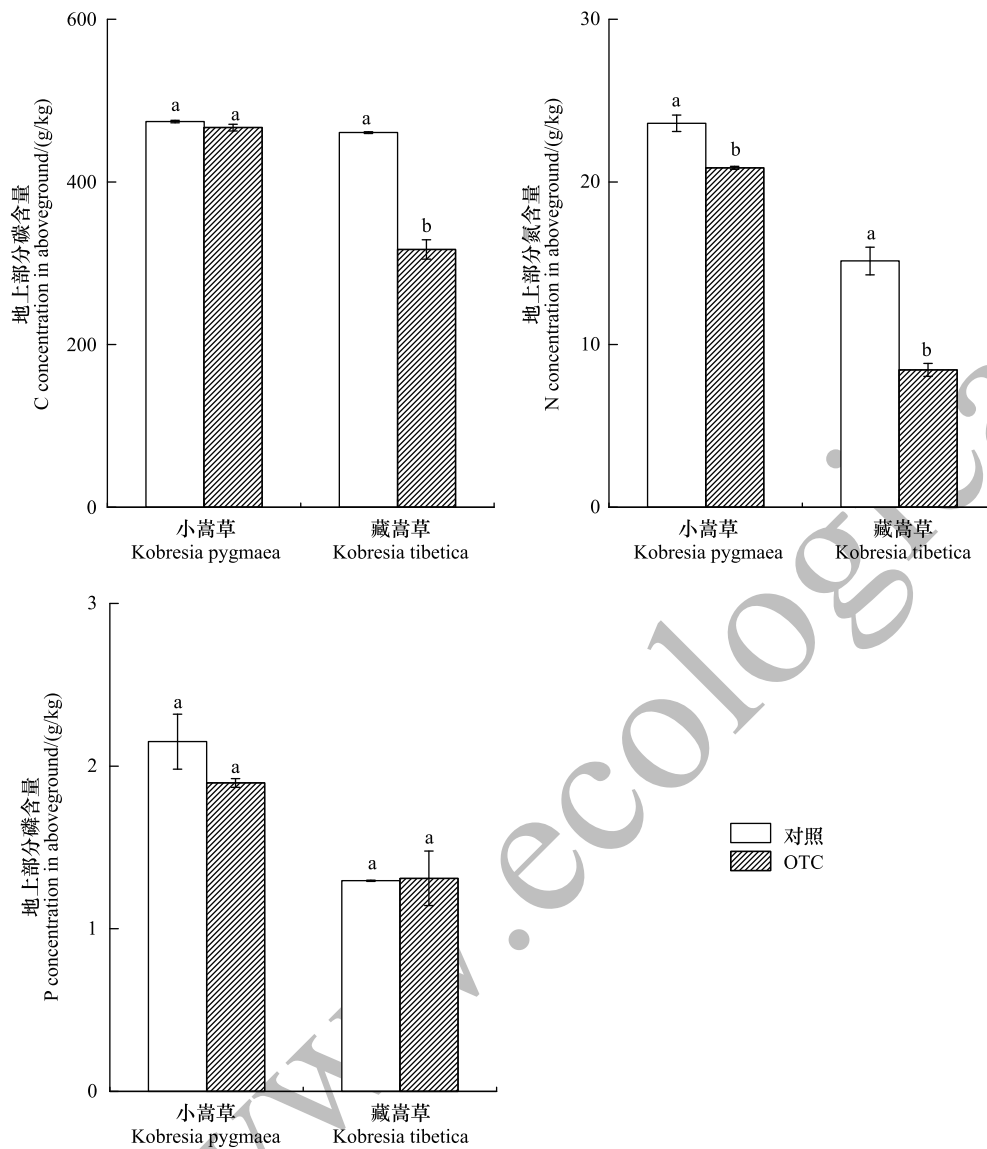 600
400
200
0
地上部分碳含量
C concentration in aboveground/(g/kg)
a
a
a
b
小嵩草
Kobresia pygmaea
藏嵩草
Kobresia tibetica
30
20
10
0
地上部分氮含量
N concentration in aboveground/(g/kg)
a
b
a
b
小嵩草
Kobresia pygmaea
藏嵩草
Kobresia tibetica
3
2
1
0
地上部分磷含量
P concentration in aboveground/(g/kg)
a
a
a
a
小嵩草
Kobresia pygmaea
藏嵩草
Kobresia tibetica
对照
OTC
www.ecologica